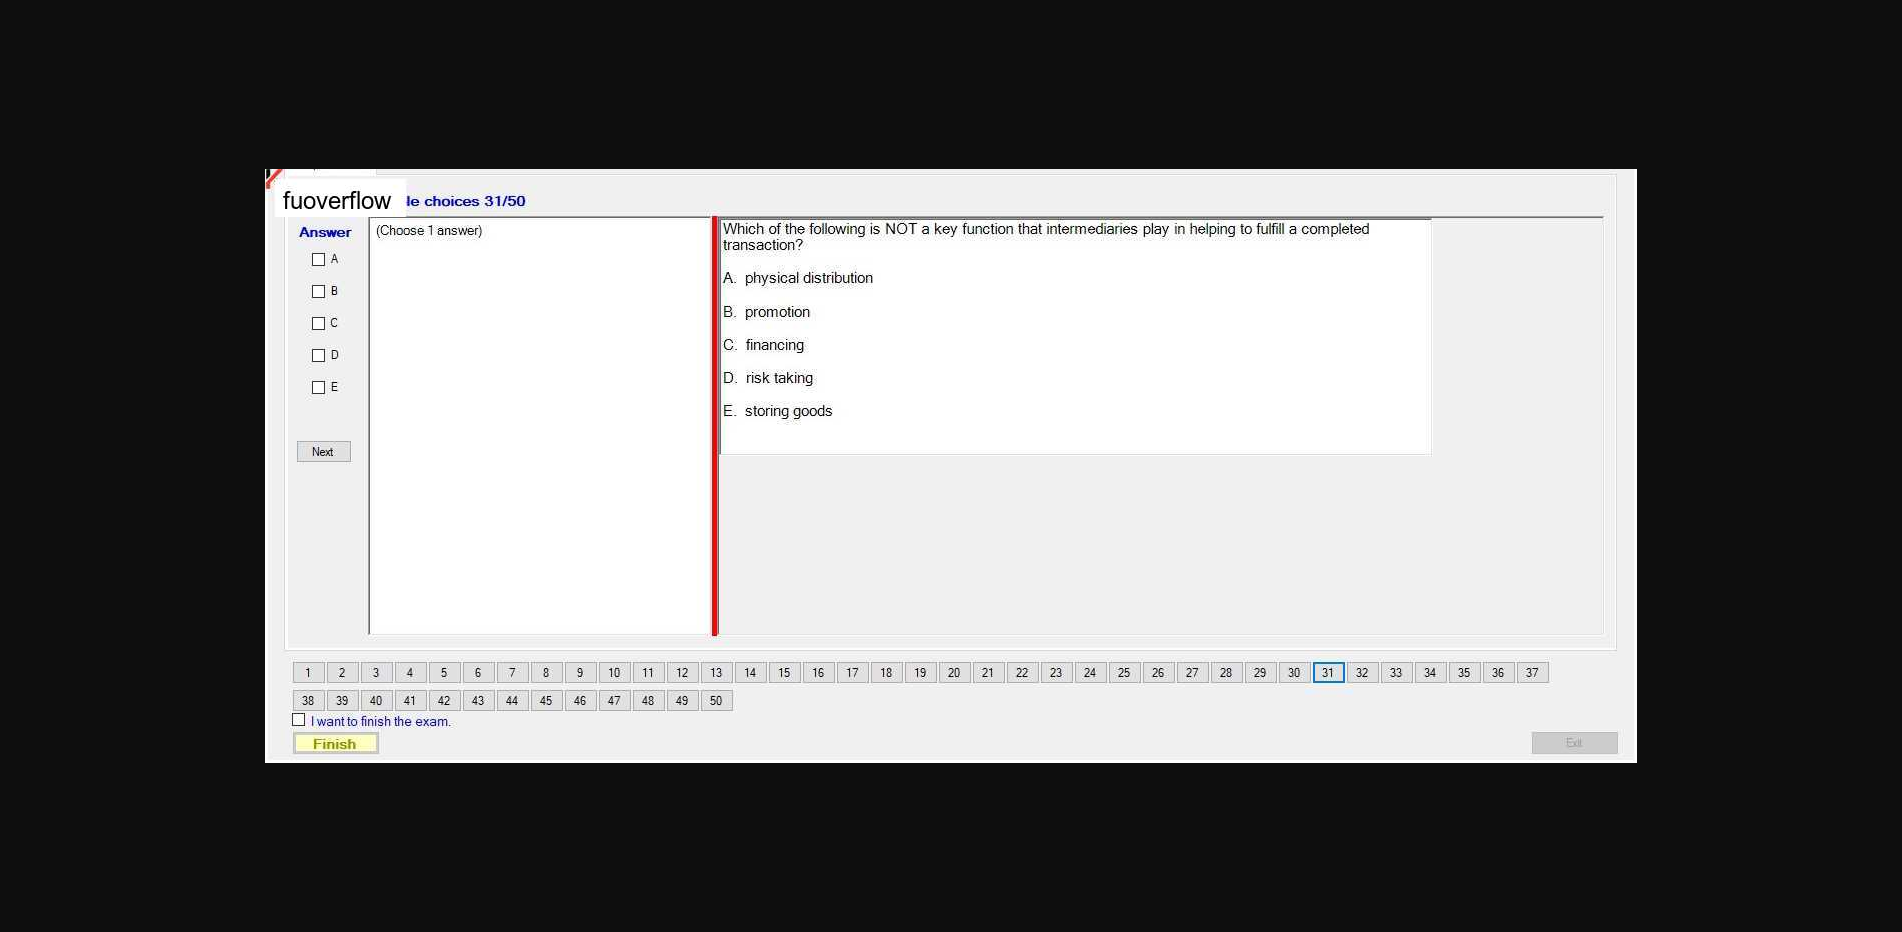 fuoverflow
le choices 31/50
Answer
(Choose 1 answer)
A
B
C
D
E
Next
Which of the following is NOT a key function that intermediaries play in helping to fulfill a completed
transaction?
A. physical distribution
B. promotion
C. financing
D. risk taking
E. storing goods
1 2 3 4 5 6 7 8 9 10 11 12 13 14 15 16 17 18 19 20 21 22 23 24 25 26 27 28 29 30 31 32 33 34 35 36 37
38 39 40 41 42 43 44 45 46 47 48 49 50
I want to finish the exam.
Finish
Exit